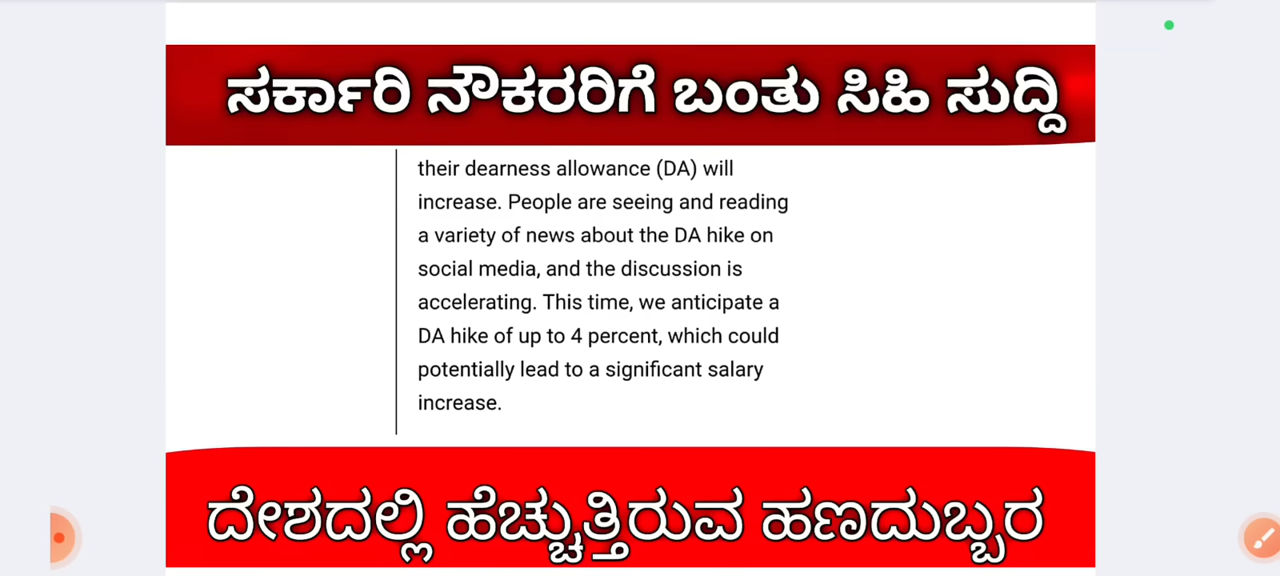 ಸರ್ಕಾರಿ ನೌಕರರಿಗೆ ಬಂತು ಸಿಹಿ ಸುದ್ದಿ
their dearness allowance (DA) will
increase. People are seeing and reading
a variety of news about the DA hike on
social media, and the discussion is
accelerating. This time, we anticipate a
DA hike of up to 4 percent, which could
potentially lead to a significant salary
increase.
ದೇಶದಲ್ಲಿ ಹೆಚ್ಚುತ್ತಿರುವ ಹಣದುಬ್ಬರ